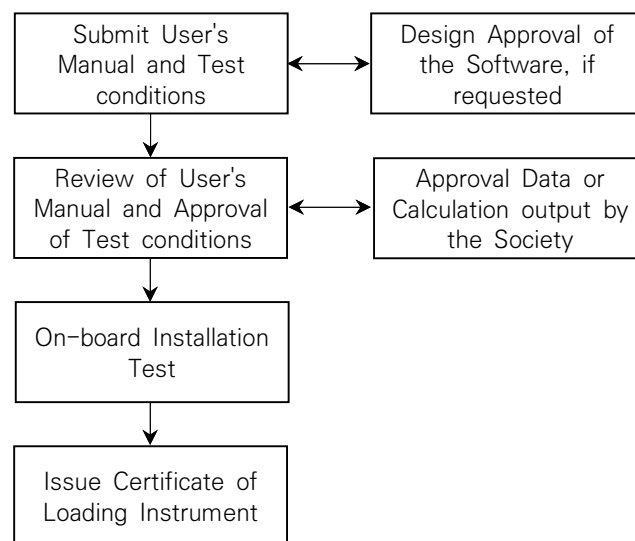 Submit User's
Manual and Test
conditions
Design Approval of
the Software, if
requested
Review of User's
Manual and Approval
of Test conditions
Approval Data or
Calculation output by
the Society
On-board Installation
Test
Issue Certificate of
Loading Instrument